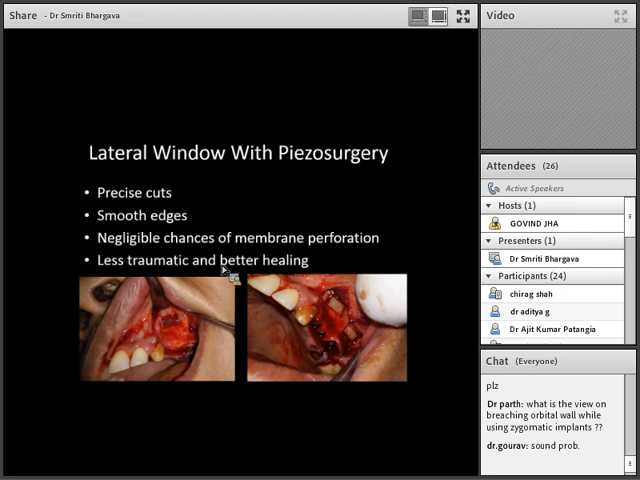 Share - Dr Smriti Bhargava
Lateral Window With Piezosurgery
• Precise cuts
• Smooth edges
• Negligible chances of membrane perforation
• Less traumatic and better healing
Video
Attendees (26)
Active Speakers
Hosts (1)
GOVIND JHA
Presenters (1)
Dr Smriti Bhargava
Participants (24)
chirag shah
dr aditya g
Dr Ajit Kumar Patangia
Chat (Everyone)
plz
Dr parth: what is the view on
breaching orbital wall while
using zygomatic implants ??
dr.gourav: sound prob.